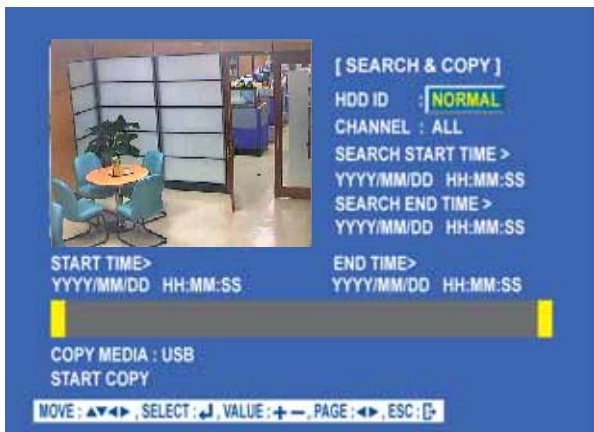 [ SEARCH & COPY ]
HDD ID : NORMAL
CHANNEL : ALL
SEARCH START TIME >
YYYY/MM/DD HH:MM:SS
SEARCH END TIME >
YYYY/MM/DD HH:MM:SS
START TIME>
YYYY/MM/DD HH:MM:SS
END TIME>
YYYY/MM/DD HH:MM:SS
COPY MEDIA : USB
START COPY
MOVE : ▲▼◄► , SELECT : ↲ , VALUE : + — , PAGE : ◄► , ESC :